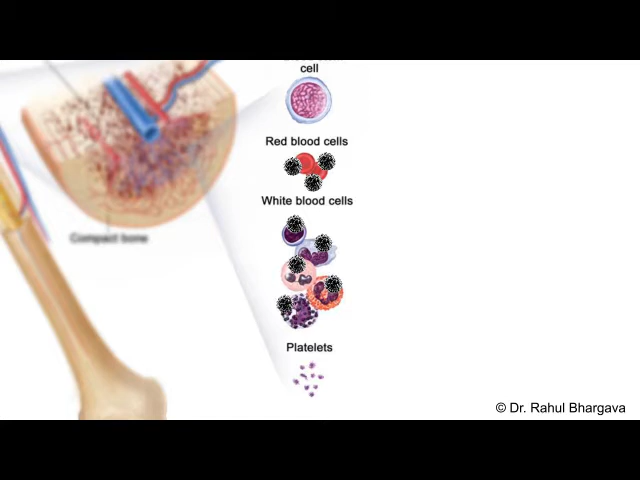 cell
Red blood cells
White blood cells
Compact bone
Platelets
© Dr. Rahul Bhargava